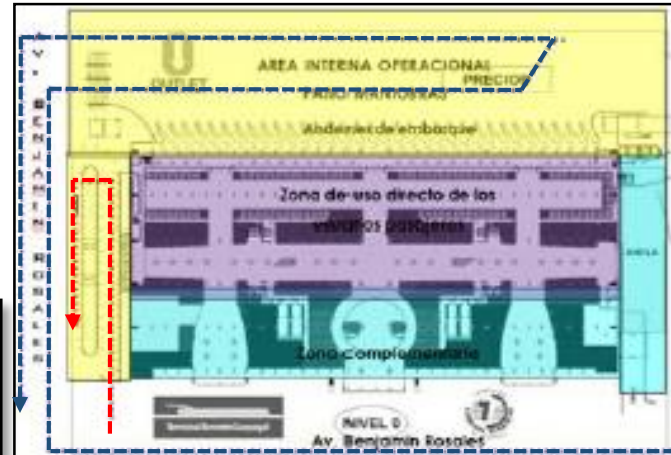 AV. BENJAMIN ROSALES
OUTLET
AREA INTERNA OPERACIONAL
PRECIOS
PATIO MANIOBRAS
Andenes de embarque
Zona de uso directo de los
usuarios pasajeros
Zona complementaria
NIVEL 0
7
Av. Benjamin Rosales